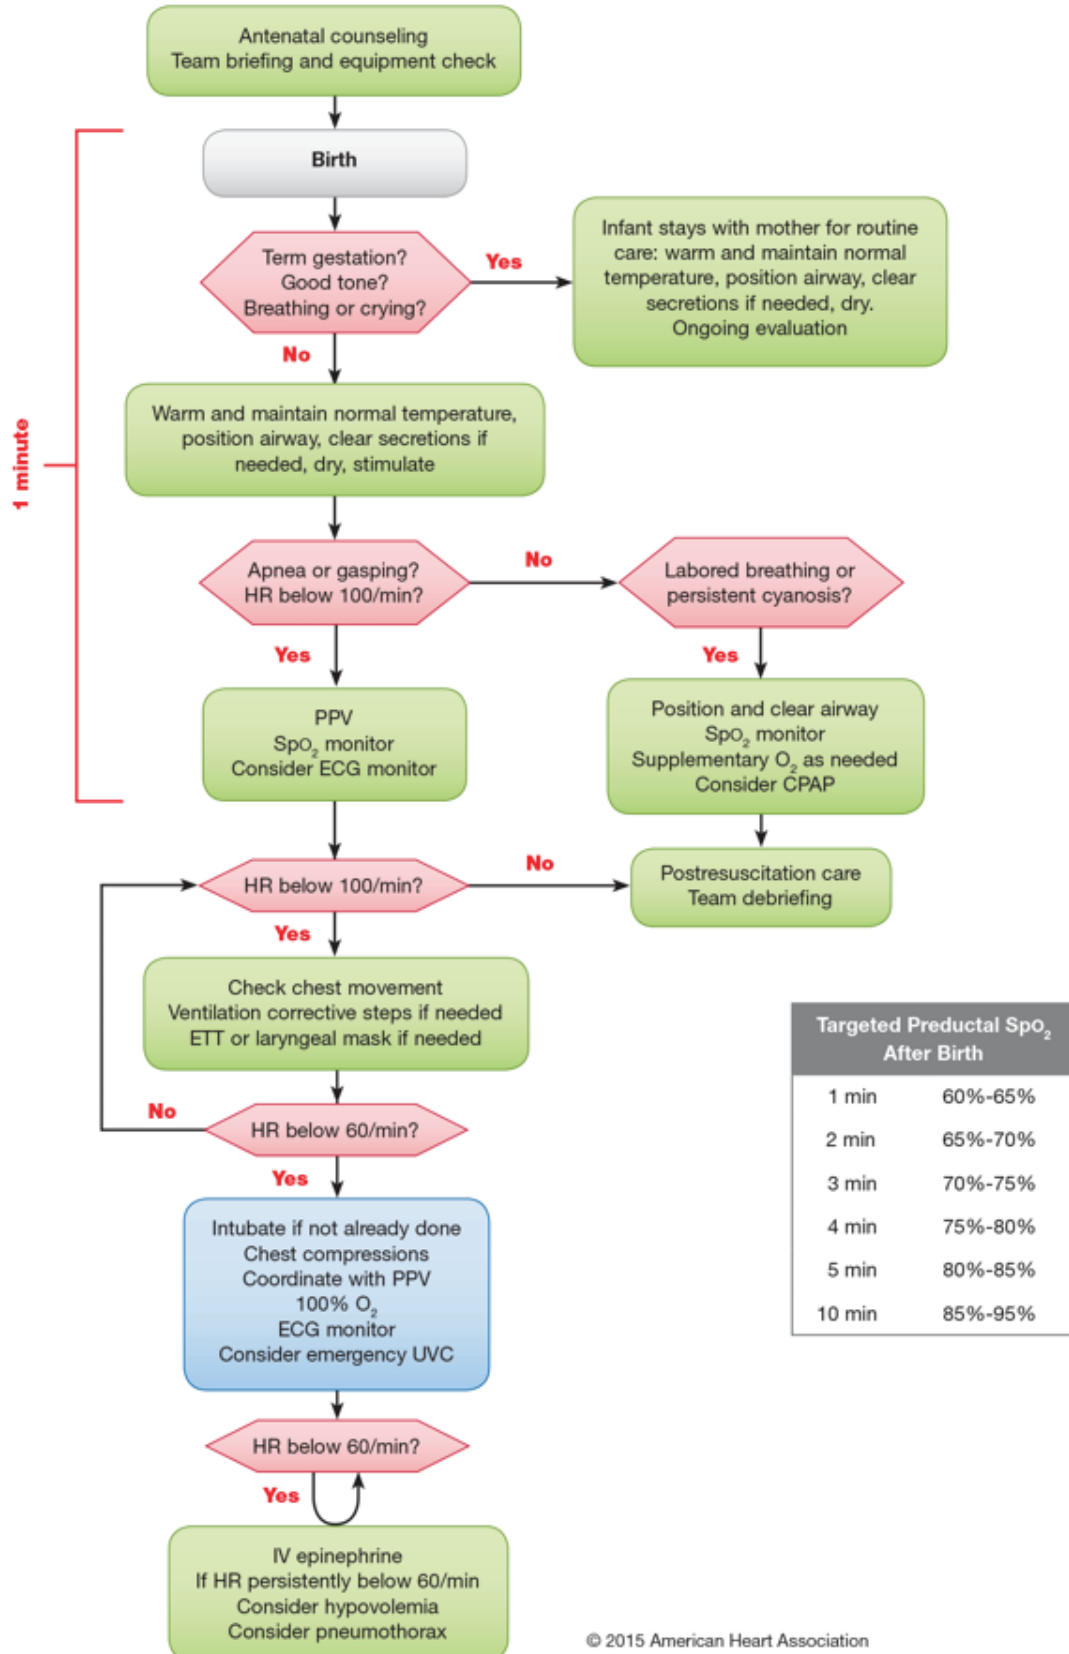 Antenatal counseling
Team briefing and equipment check
Birth
Term gestation?
Good tone?
Breathing or crying?
Yes
Infant stays with mother for routine
care: warm and maintain normal
temperature, position airway, clear
secretions if needed, dry.
Ongoing evaluation
No
Warm and maintain normal temperature,
position airway, clear secretions if
needed, dry, stimulate
1 minute
Apnea or gasping?
HR below 100/min?
No
Labored breathing or
persistent cyanosis?
Yes
Yes
PPV
SpO₂ monitor
Consider ECG monitor
Position and clear airway
SpO₂ monitor
Supplementary O₂ as needed
Consider CPAP
HR below 100/min?
No
Postresuscitation care
Team debriefing
Yes
Check chest movement
Ventilation corrective steps if needed
ETT or laryngeal mask if needed
No
HR below 60/min?
Yes
Intubate if not already done
Chest compressions
Coordinate with PPV
100% O₂
ECG monitor
Consider emergency UVC
HR below 60/min?
Yes
IV epinephrine
If HR persistently below 60/min
Consider hypovolemia
Consider pneumothorax
Targeted Preductal SpO₂
After Birth
1 min 60%-65%
2 min 65%-70%
3 min 70%-75%
4 min 75%-80%
5 min 80%-85%
10 min 85%-95%
© 2015 American Heart Association